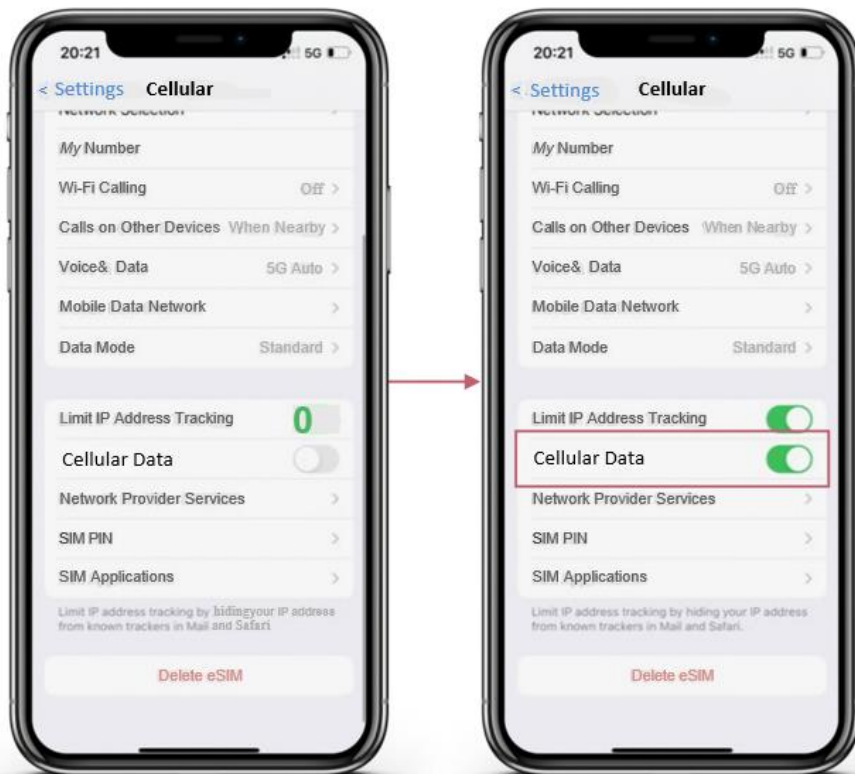 20:21
5G
< Settings Cellular
Network Selection
My Number
Wi-Fi Calling Off >
Calls on Other Devices When Nearby >
Voice& Data 5G Auto >
Mobile Data Network >
Data Mode Standard >
Limit IP Address Tracking 0
Cellular Data
Network Provider Services >
SIM PIN >
SIM Applications >
Limit IP address tracking by hidingyour IP address
from known trackers in Mail and Safari
Delete eSIM
20:21
5G
< Settings Cellular
Network Selection >
My Number
Wi-Fi Calling Off >
Calls on Other Devices When Nearby >
Voice& Data 5G Auto >
Mobile Data Network >
Data Mode Standard >
Limit IP Address Tracking
Cellular Data
Network Provider Services >
SIM PIN >
SIM Applications >
Limit IP address tracking by hiding your IP address
from known trackers in Mail and Safari.
Delete eSIM